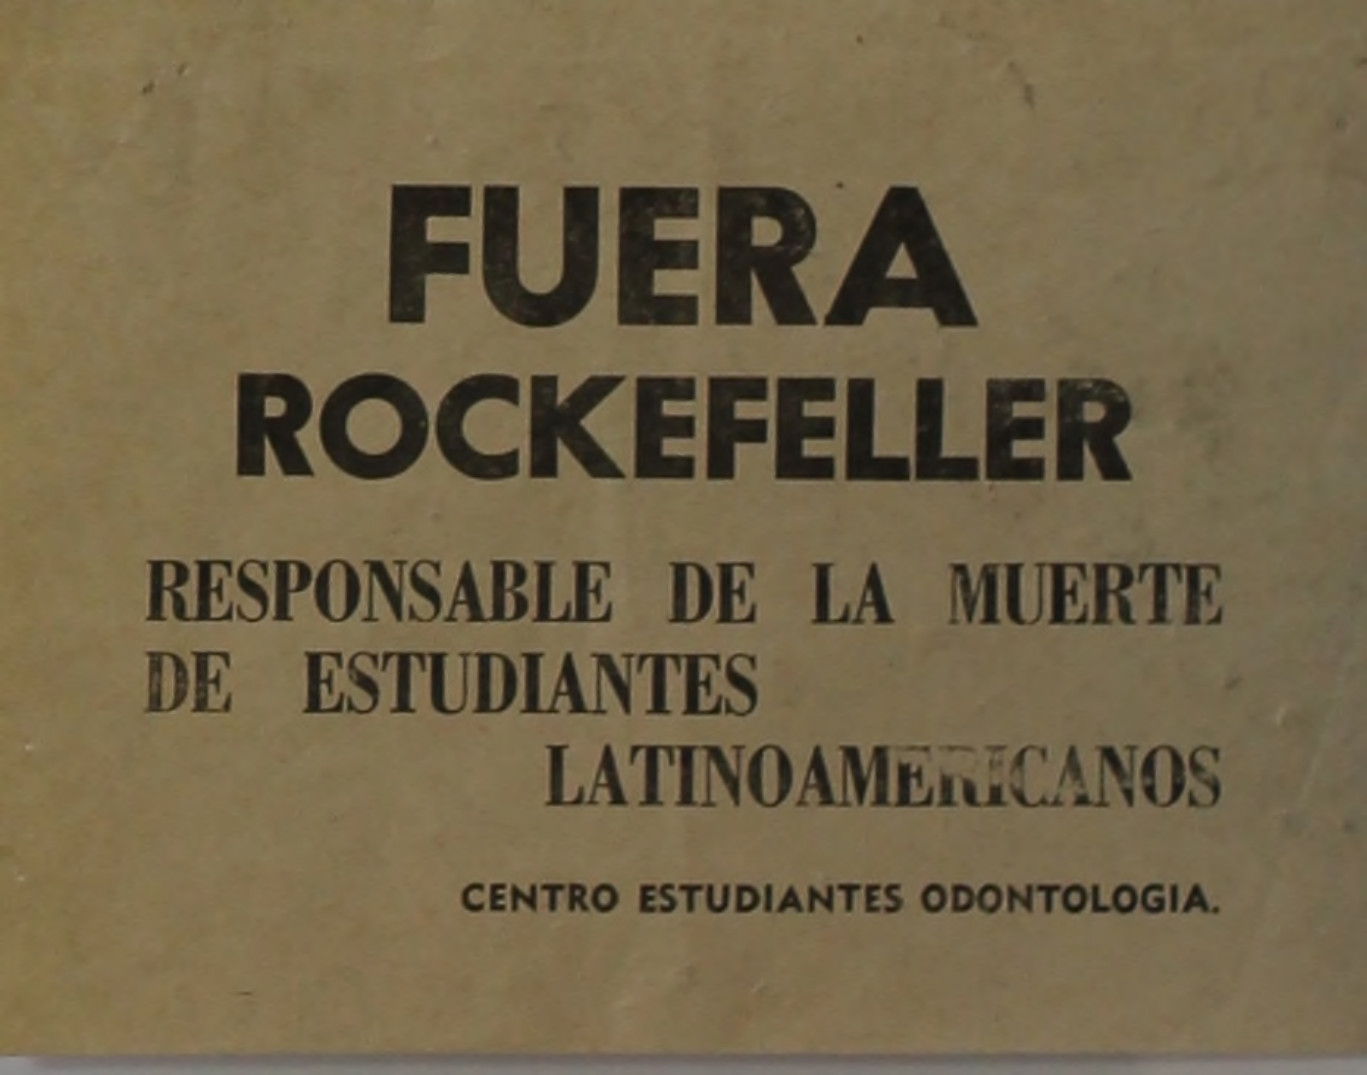 FUERA
ROCKEFELLER
RESPONSABLE DE LA MUERTE
DE ESTUDIANTES
LATINOAMERICANOS
CENTRO ESTUDIANTES ODONTOLOGIA.